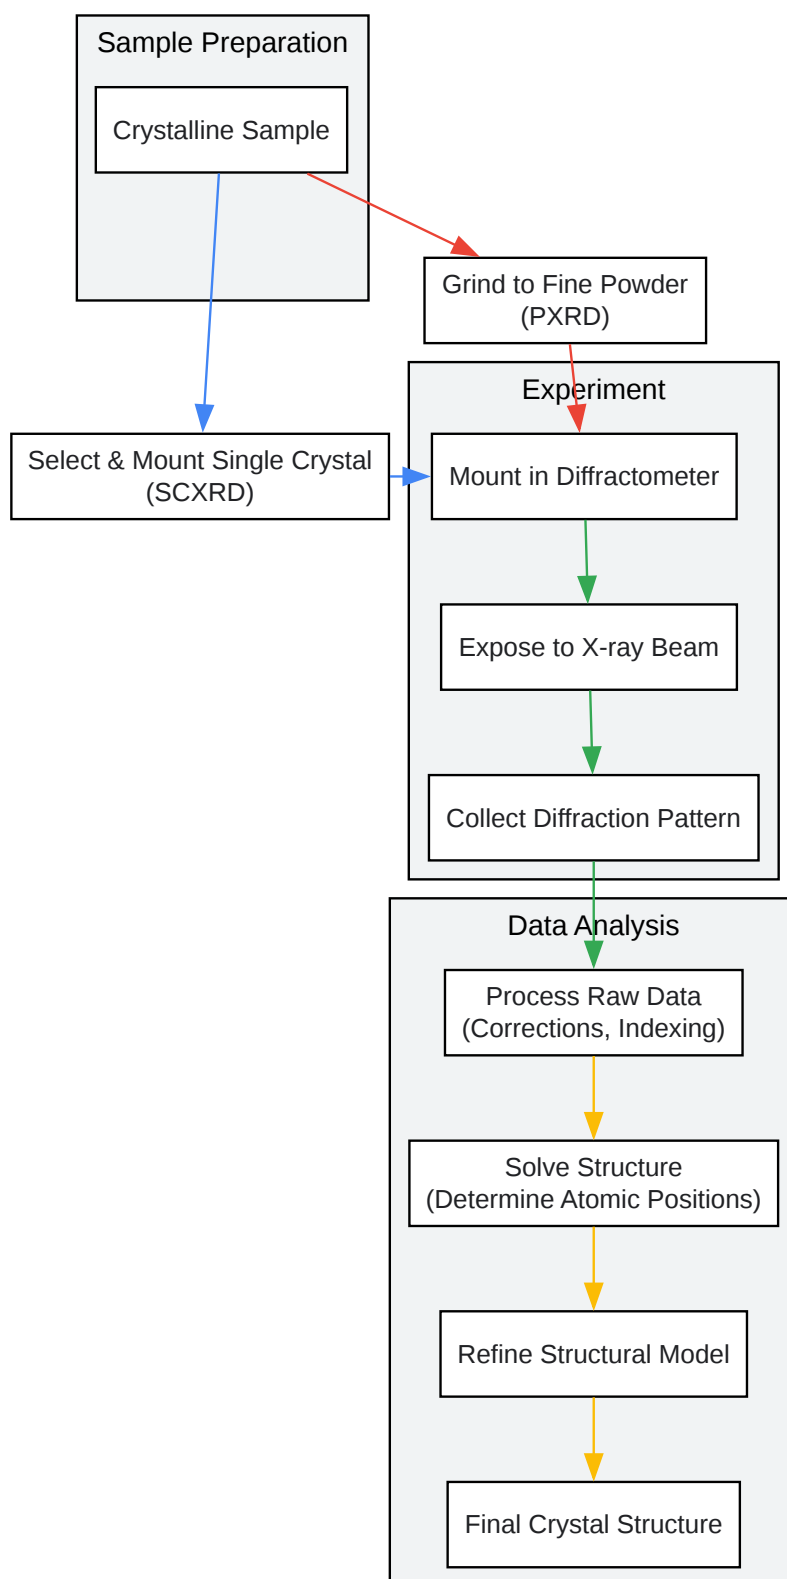 Sample Preparation
Crystalline Sample
Grind to Fine Powder
(PXRD)
Experiment
Select & Mount Single Crystal
(SCXRD)
Mount in Diffractometer
Expose to X-ray Beam
Collect Diffraction Pattern
Data Analysis
Process Raw Data
(Corrections, Indexing)
Solve Structure
(Determine Atomic Positions)
Refine Structural Model
Final Crystal Structure